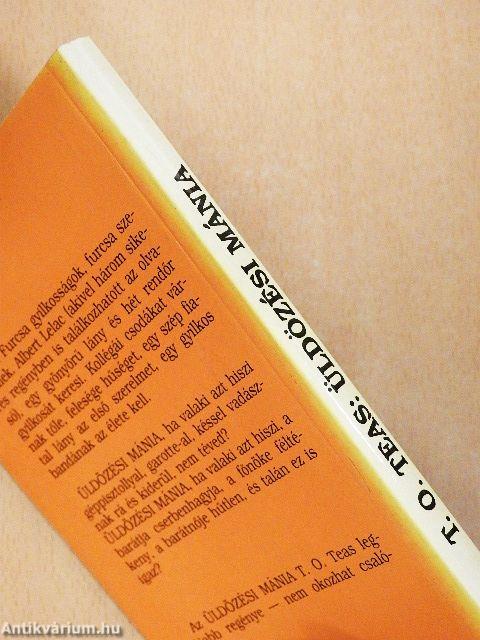 T. O. TEAS: ÜLDÖZÉSI MÁNIA
Furcsa gyilkosságok, furcsa sze-
nek. Albert Lelac (akivel három sike-
res regényben is találkozhatott az olva-
só), egy gyönyörű lány és hét rendőr
gyilkosát keresi. Kollégái csodákat vár-
nak tőle, felesége hűséget, egy szép fia-
tal lány az első szerelmet, egy gyilkos
bandának az élete kell.
ÜLDÖZÉSI MÁNIA, ha valaki azt hiszi
géppisztollyal, garotte-al, késsel vadász-
nak rá és kiderül, nem téved?
ÜLDÖZÉSI MÁNIA, ha valaki azt hiszi, a
barátja cserbenhagyja, a főnöke félté-
keny, a barátnője hűtlen, és talán ez is
igaz?
Az ÜLDÖZÉSI MÁNIA T. O. Teas leg-
jobb regénye — nem okozhat csaló-
Antikvárium.hu